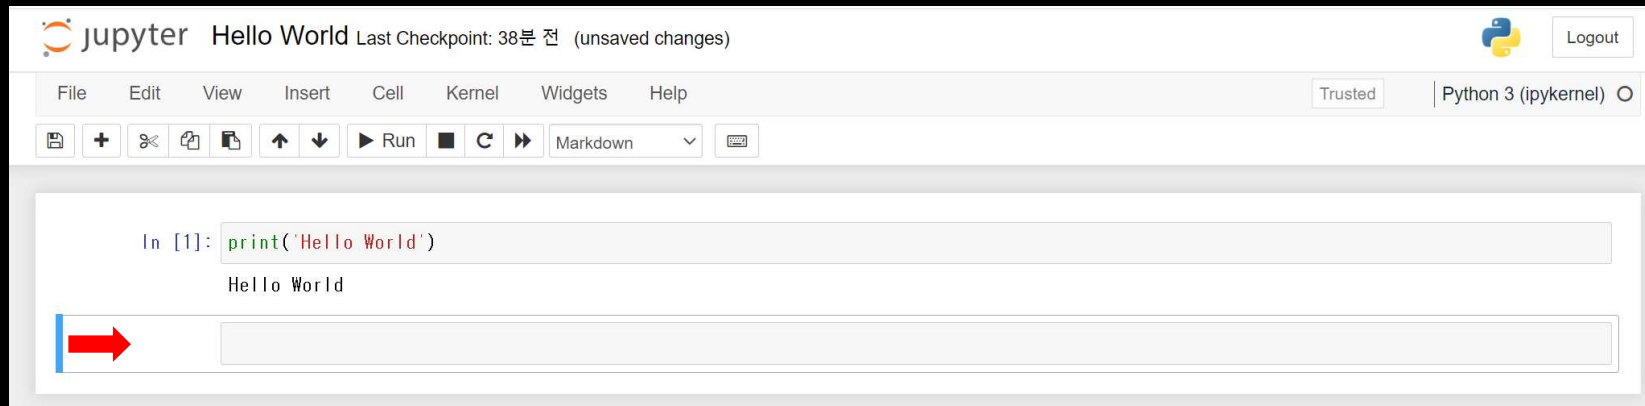 jupyter Hello World Last Checkpoint: 38분 전 (unsaved changes) Logout
File Edit View Insert Cell Kernel Widgets Help Trusted Python 3 (ipykernel)
Run Markdown
In [1]: print('Hello World')
Hello World